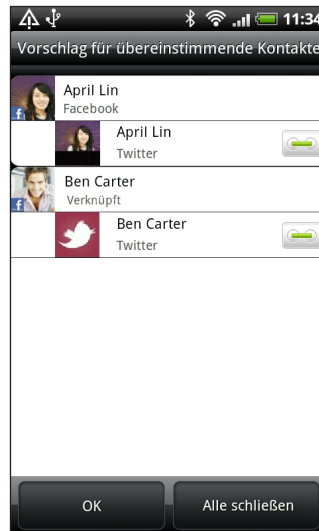 11:34
Vorschlag für übereinstimmende Kontakte
April Lin
Facebook
April Lin
Twitter
Ben Carter
Verknüpft
Ben Carter
Twitter
OK
Alle schließen